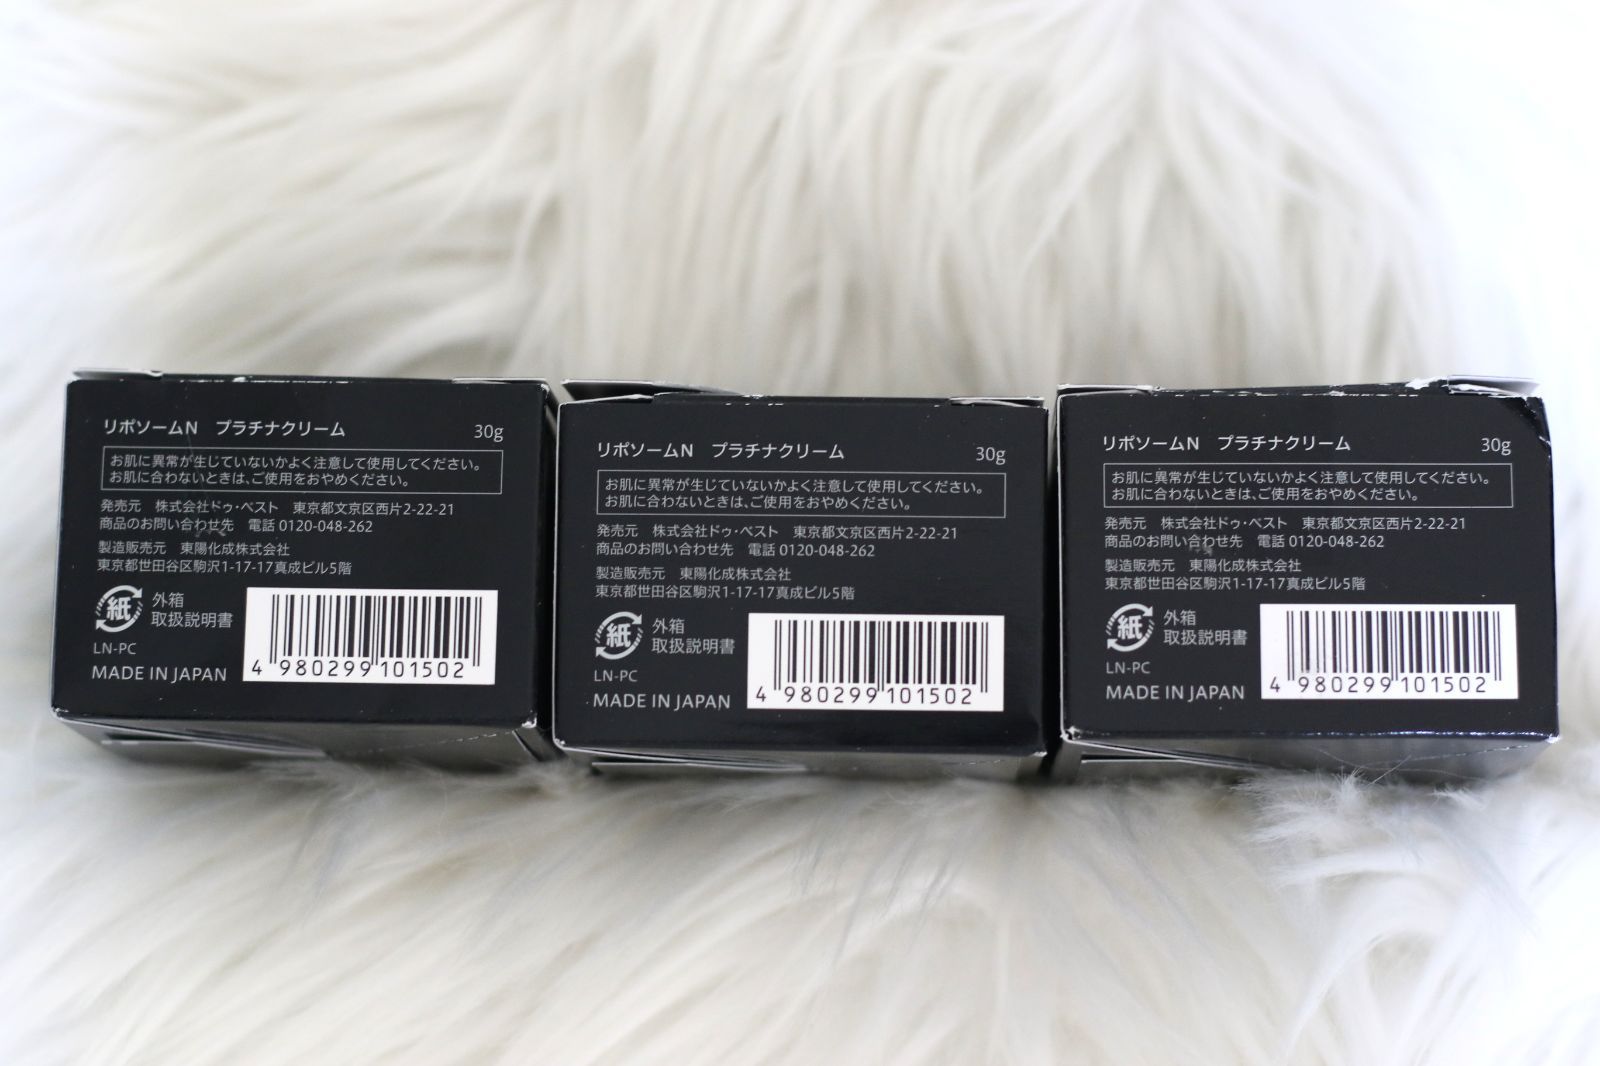 リポソームN　プラチナクリーム　30g
お肌に異常が生じていないかよく注意して使用してください。
お肌に合わないときは、ご使用をおやめください。
発売元　株式会社ドゥ・ベスト　東京都文京区西片2-22-21
商品のお問い合わせ先　電話 0120-048-262
製造販売元　東陽化成株式会社
東京都世田谷区駒沢1-17-17真成ビル5階
紙
外箱
取扱説明書
LN-PC
MADE IN JAPAN
4 980299 101502
リポソームN　プラチナクリーム　30g
お肌に異常が生じていないかよく注意して使用してください。
お肌に合わないときは、ご使用をおやめください。
発売元　株式会社ドゥ・ベスト　東京都文京区西片2-22-21
商品のお問い合わせ先　電話 0120-048-262
製造販売元　東陽化成株式会社
東京都世田谷区駒沢1-17-17真成ビル5階
紙
外箱
取扱説明書
LN-PC
MADE IN JAPAN
4 980299 101502
リポソームN　プラチナクリーム　30g
お肌に異常が生じていないかよく注意して使用してください。
お肌に合わないときは、ご使用をおやめください。
発売元　株式会社ドゥ・ベスト　東京都文京区西片2-22-21
商品のお問い合わせ先　電話 0120-048-262
製造販売元　東陽化成株式会社
東京都世田谷区駒沢1-17-17真成ビル5階
紙
外箱
取扱説明書
LN-PC
MADE IN JAPAN
4 980299 101502